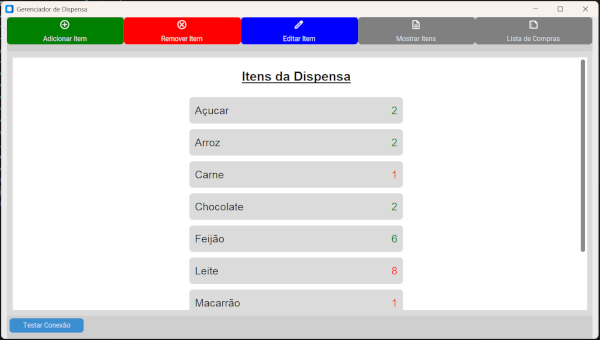 Gerenciador de Dispensa
Adicionar Item
Remover Item
Editar Item
Mostrar Itens
Lista de Compras
Itens da Dispensa
Açucar 2
Arroz 2
Carne 1
Chocolate 2
Feijão 6
Leite 8
Macarrão 1
Testar Conexão